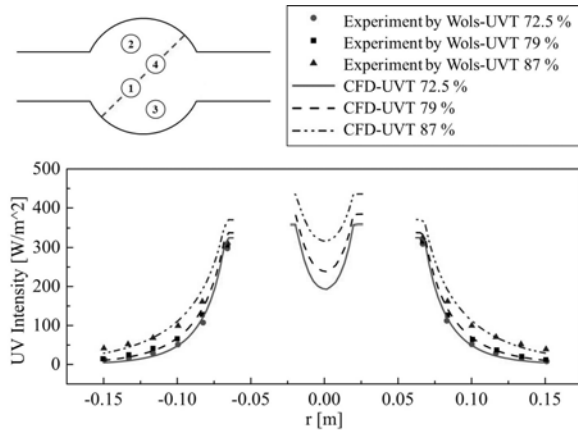 2
4
1
3
Experiment by Wols-UVT 72.5 %
Experiment by Wols-UVT 79 %
Experiment by Wols-UVT 87 %
CFD-UVT 72.5 %
CFD-UVT 79 %
CFD-UVT 87 %
UV Intensity [W/m^2]
500
400
300
200
100
0
-0.15 -0.10 -0.05 0.00 0.05 0.10 0.15
r [m]